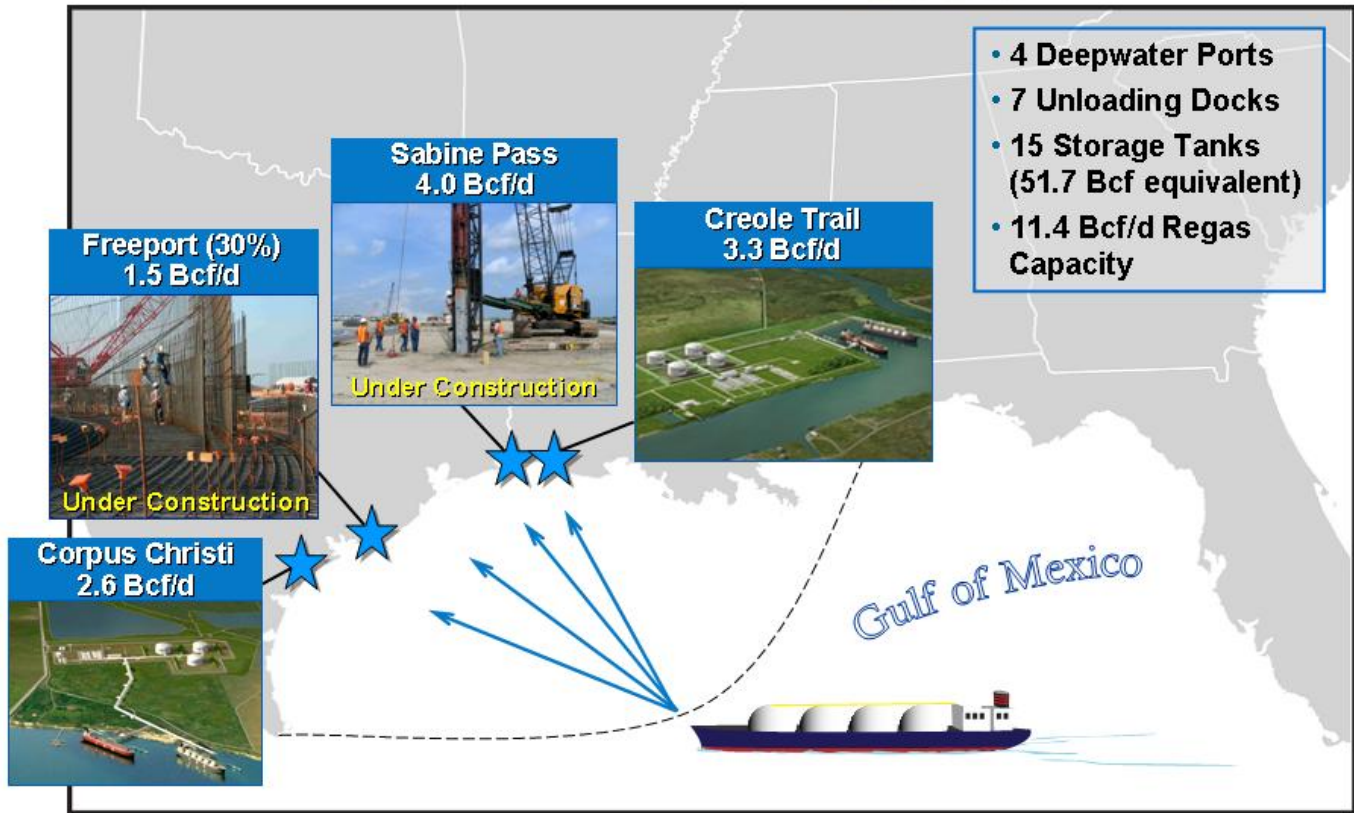 • 4 Deepwater Ports
• 7 Unloading Docks
• 15 Storage Tanks
(51.7 Bcf equivalent)
• 11.4 Bcf/d Regas
Capacity
Sabine Pass
4.0 Bcf/d
Under Construction
Creole Trail
3.3 Bcf/d
Freeport (30%)
1.5 Bcf/d
Under Construction
Corpus Christi
2.6 Bcf/d
Gulf of Mexico